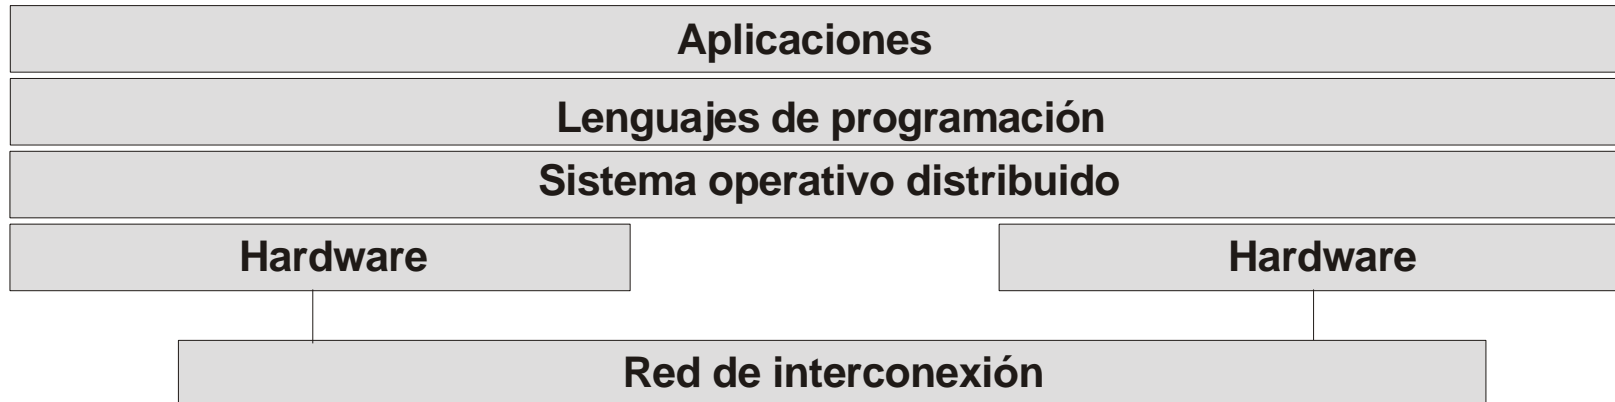 Aplicaciones
Lenguajes de programación
Sistema operativo distribuido
Hardware
Hardware
Red de interconexión